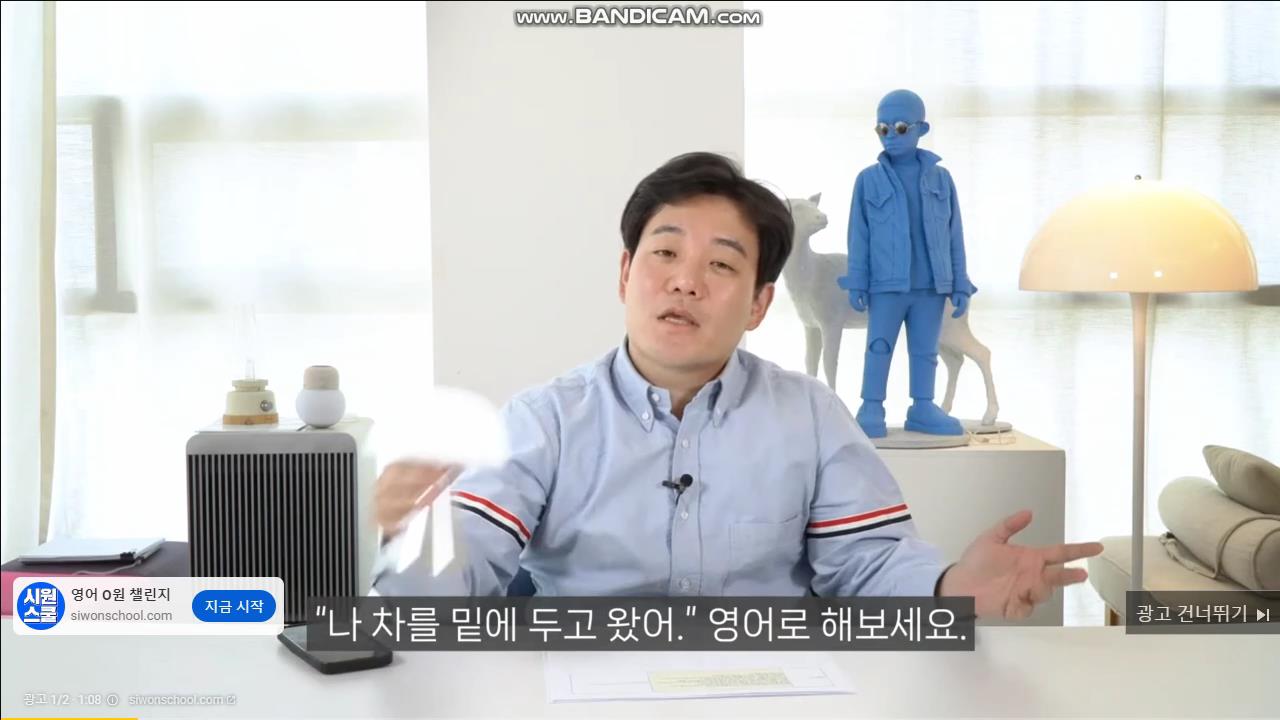 www.BANDICAM.com
시원스쿨
영어 0원 챌린지
siwonschool.com
지금 시작
"나 차를 밑에 두고 왔어." 영어로 해보세요.
광고 건너뛰기
광고 1/2 · 1:08
siwonschool.com